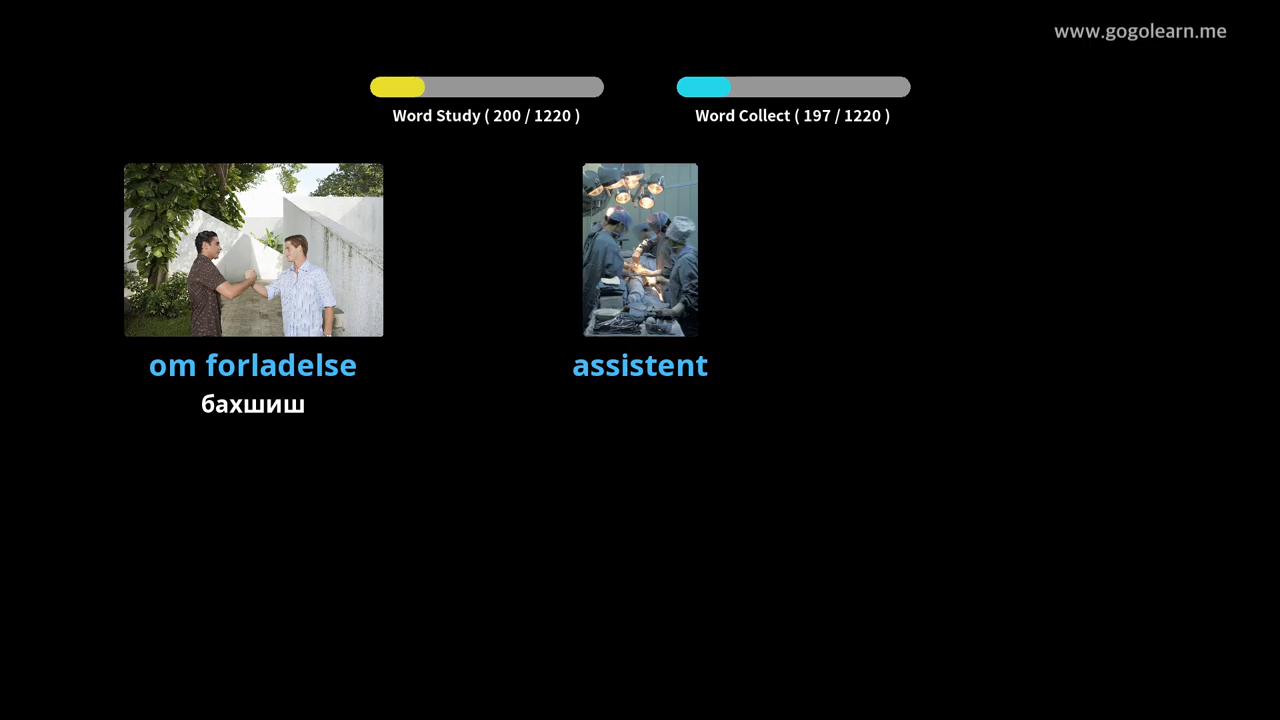 www.gogolearn.me
Word Study ( 200 / 1220 )
Word Collect ( 197 / 1220 )
om forladelse
бахшиш
assistent